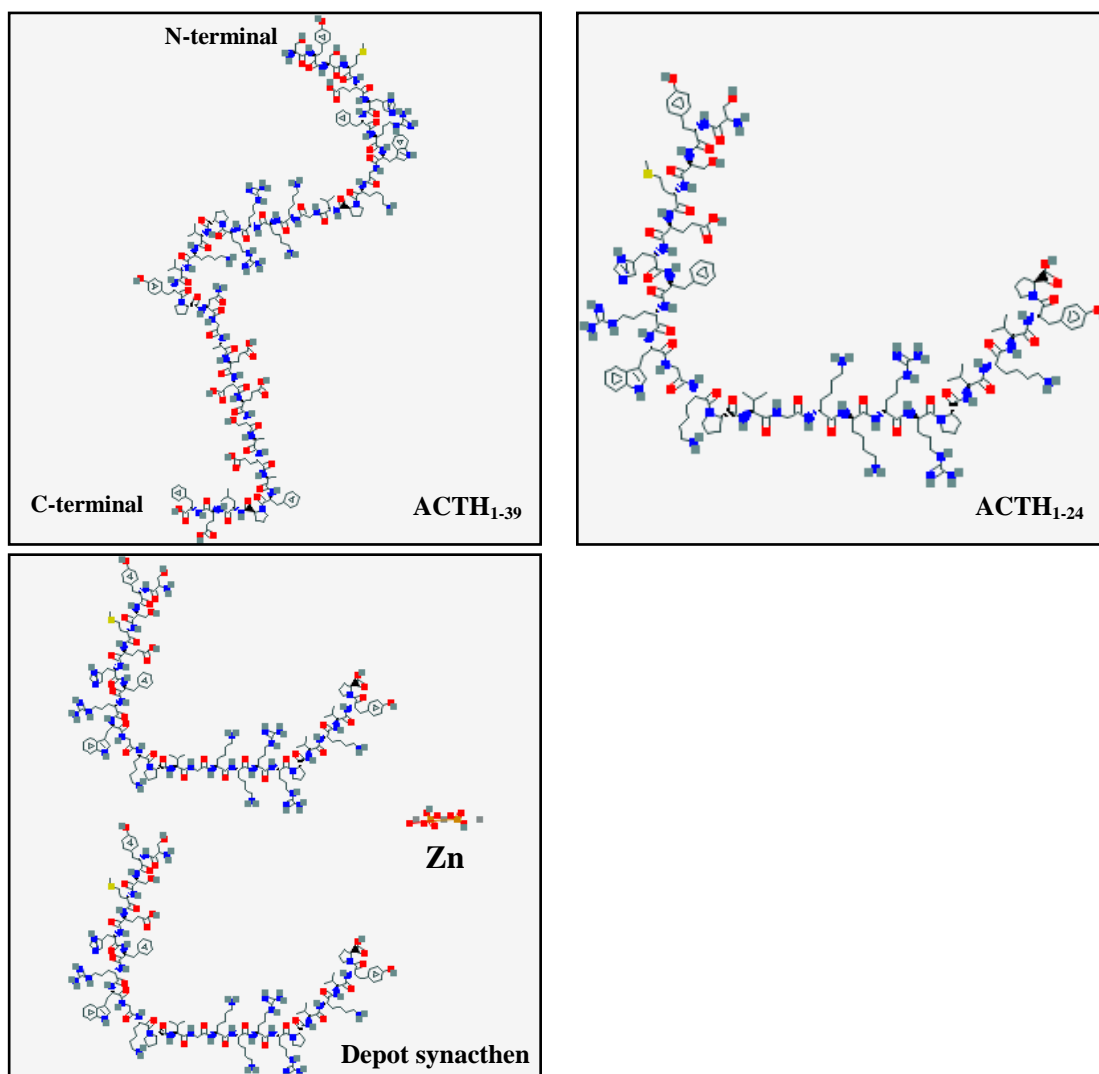 N-terminal
C-terminal
ACTH₁₋₃₉
ACTH₁₋₂₄
Zn
Depot synacthen